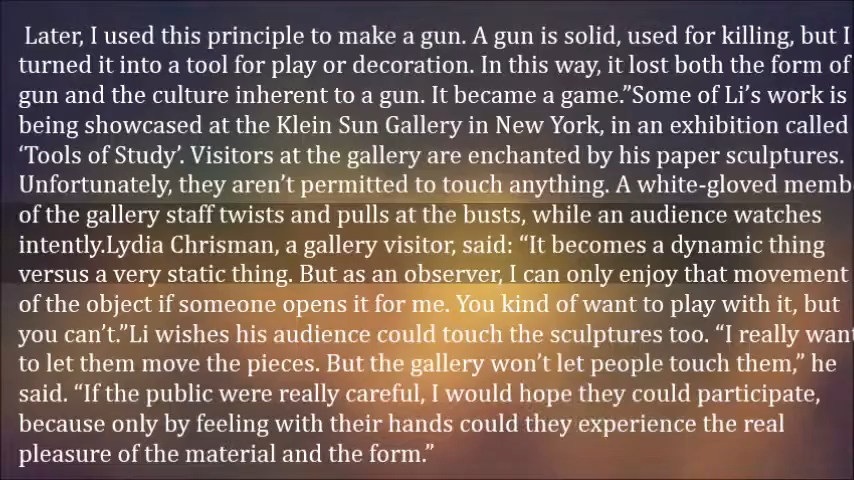 Later, I used this principle to make a gun. A gun is solid, used for killing, but I
turned it into a tool for play or decoration. In this way, it lost both the form of
gun and the culture inherent to a gun. It became a game.”Some of Li’s work is
being showcased at the Klein Sun Gallery in New York, in an exhibition called
‘Tools of Study’. Visitors at the gallery are enchanted by his paper sculptures.
Unfortunately, they aren’t permitted to touch anything. A white-gloved memb
of the gallery staff twists and pulls at the busts, while an audience watches
intently.Lydia Chrisman, a gallery visitor, said: “It becomes a dynamic thing
versus a very static thing. But as an observer, I can only enjoy that movement
of the object if someone opens it for me. You kind of want to play with it, but
you can’t.”Li wishes his audience could touch the sculptures too. “I really want
to let them move the pieces. But the gallery won’t let people touch them,” he
said. “If the public were really careful, I would hope they could participate,
because only by feeling with their hands could they experience the real
pleasure of the material and the form.”